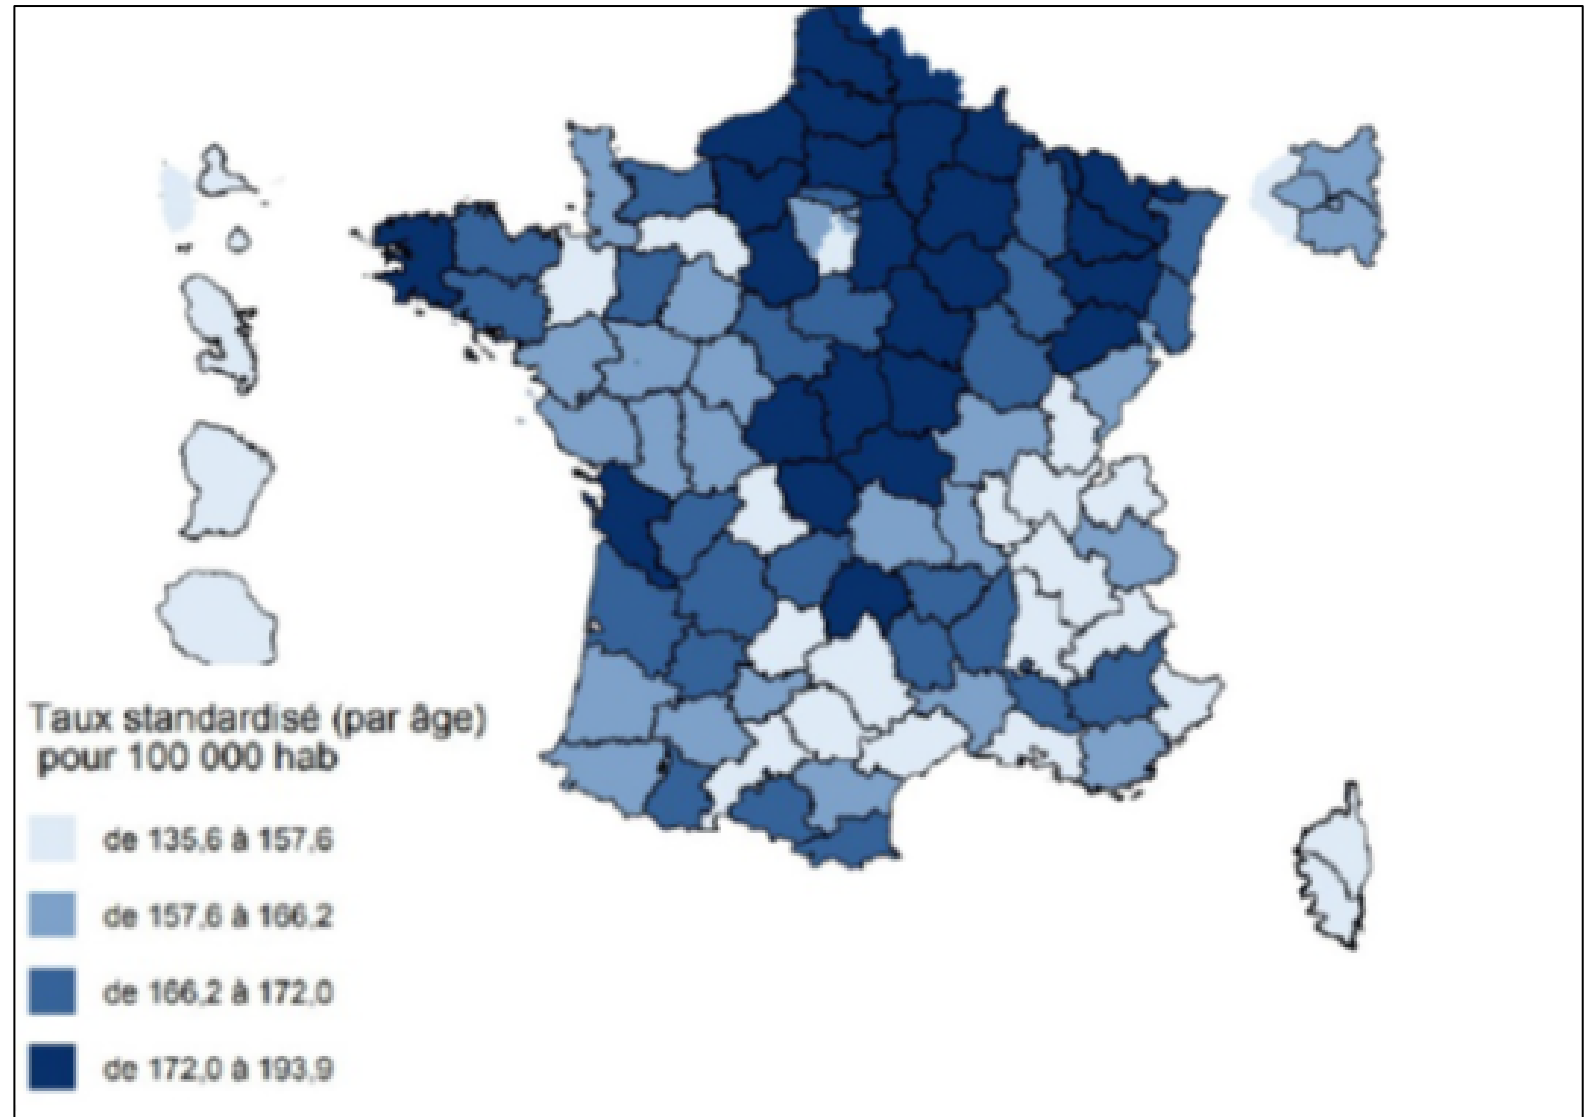 Taux standardisé (par âge)
pour 100 000 hab
de 135,6 à 157,6
de 157,6 à 166,2
de 166,2 à 172,0
de 172,0 à 193,9